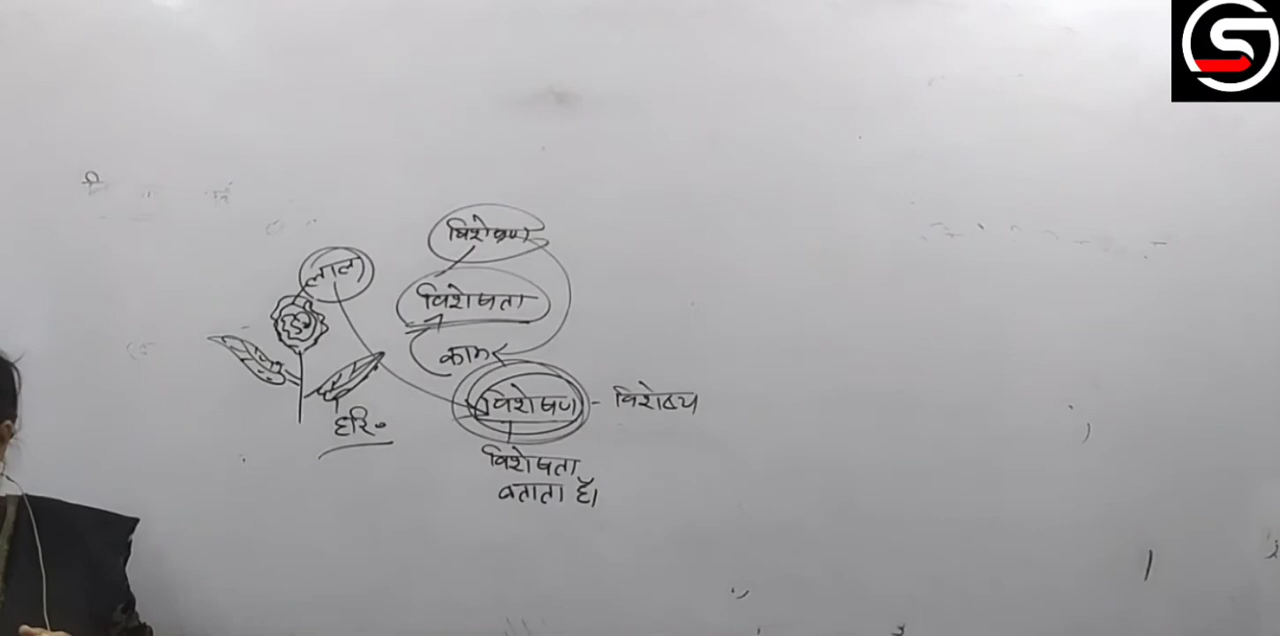 विशेषण
लाल
विशेषता
काम
विशेषण - विशेष्य
हरि॰
विशेषता
बताता है।